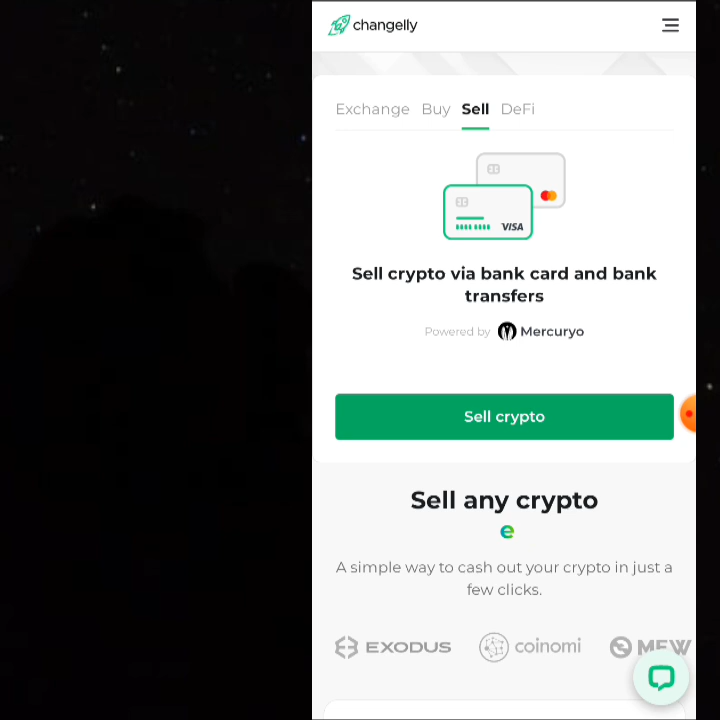 changelly
Exchange Buy Sell DeFi
VISA
Sell crypto via bank card and bank
transfers
Powered by Mercuryo
Sell crypto
Sell any crypto
e
A simple way to cash out your crypto in just a
few clicks.
EXODUS coinomi MEW